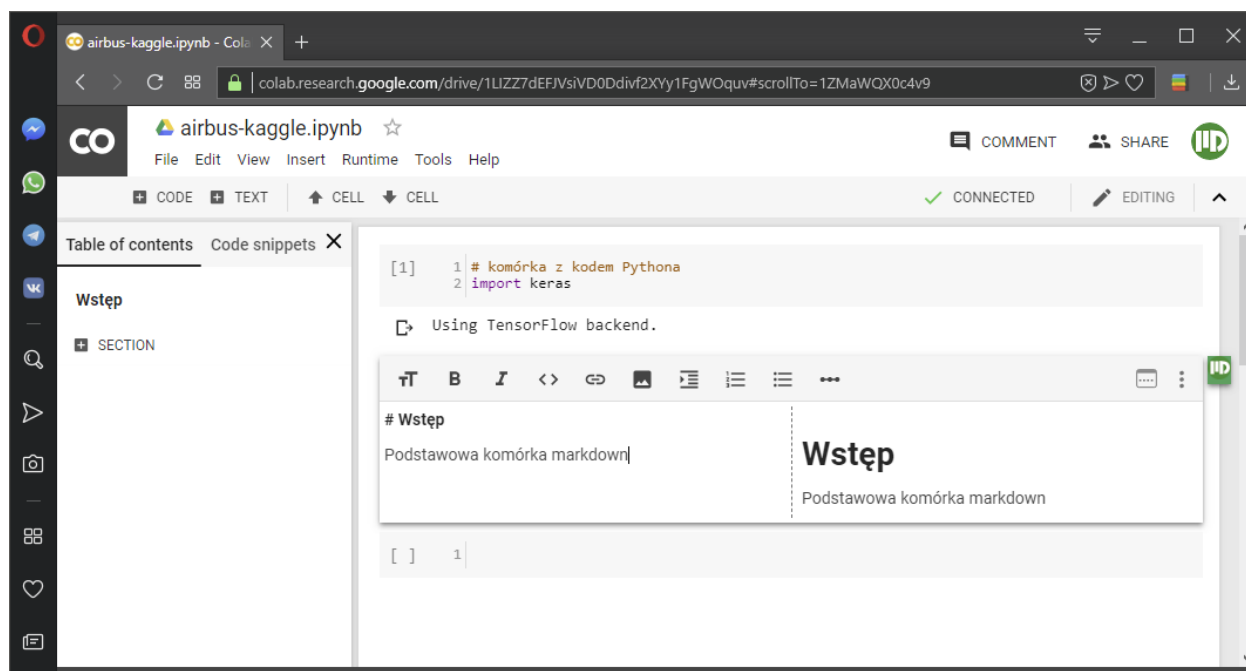 airbus-kaggle.ipynb - Cola
colab.research.google.com/drive/1LIZZ7dEFJVsiVD0Ddivf2XYy1FgWOquv#scrollTo=1ZMaWQX0c4v9
CO airbus-kaggle.ipynb
COMMENT SHARE
File Edit View Insert Runtime Tools Help
CODE TEXT CELL CELL CONNECTED EDITING
Table of contents Code snippets
Wstęp
SECTION
[1] 1 # komórka z kodem Pythona
2 import keras
Using TensorFlow backend.
# Wstęp
Podstawowa komórka markdown
Wstęp
Podstawowa komórka markdown
[ ] 1